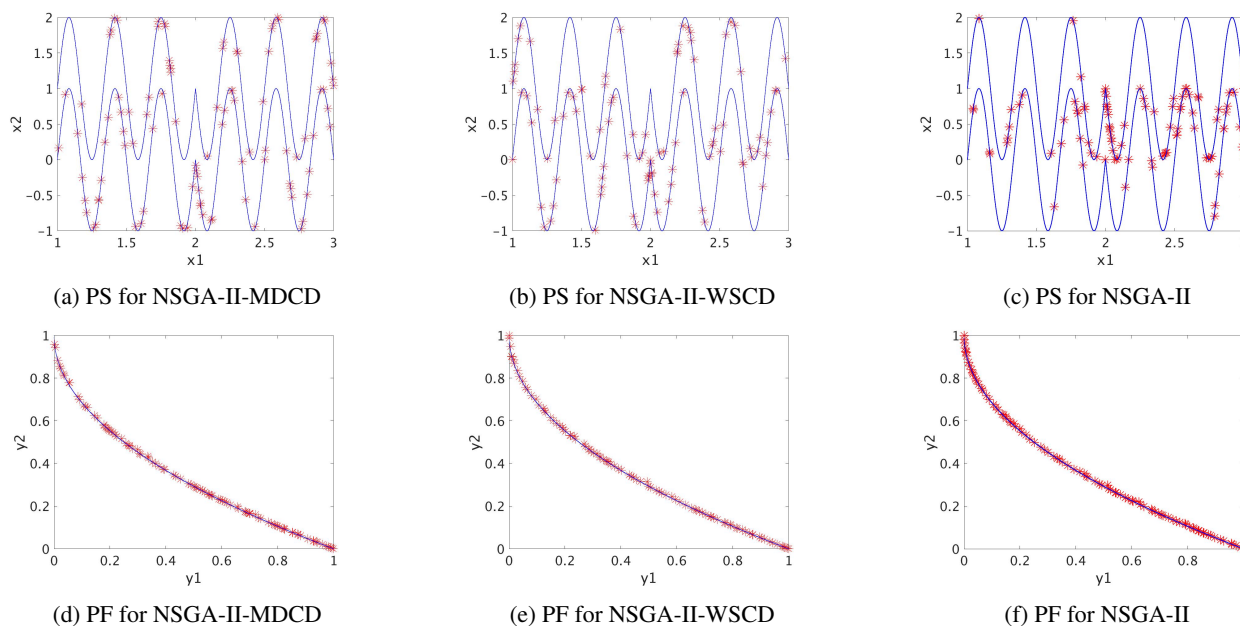 2
1.5
1
0.5
0
−0.5
−1
x2
1 1.5 2 2.5 3
x1
(a) PS for NSGA-II-MDCD
2
1.5
1
0.5
0
−0.5
−1
x2
1 1.5 2 2.5 3
x1
(b) PS for NSGA-II-WSCD
2
1.5
1
0.5
0
−0.5
−1
x2
1 1.5 2 2.5
x1
(c) PS for NSGA-II
1
0.8
0.6
0.4
0.2
0
y2
0 0.2 0.4 0.6 0.8 1
y1
(d) PF for NSGA-II-MDCD
1
0.8
0.6
0.4
0.2
0
y2
0 0.2 0.4 0.6 0.8 1
y1
(e) PF for NSGA-II-WSCD
1
0.8
0.6
0.4
0.2
0
y2
0 0.2 0.4 0.6 0.8
y1
(f) PF for NSGA-II